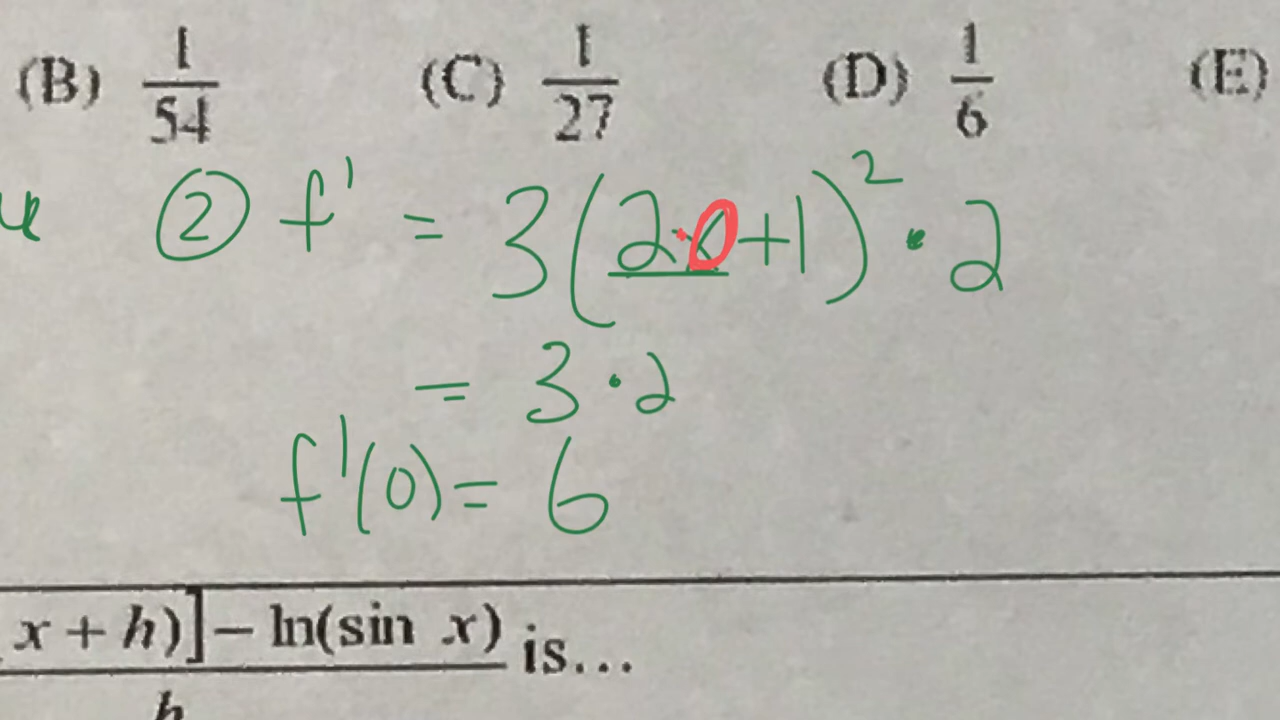 (B) 1/54 (C) 1/27 (D) 1/6 (E)
② f' = 3(2·0+1)² · 2
= 3 · 2
f'(0) = 6
x + h)] – ln(sin x) is...
h